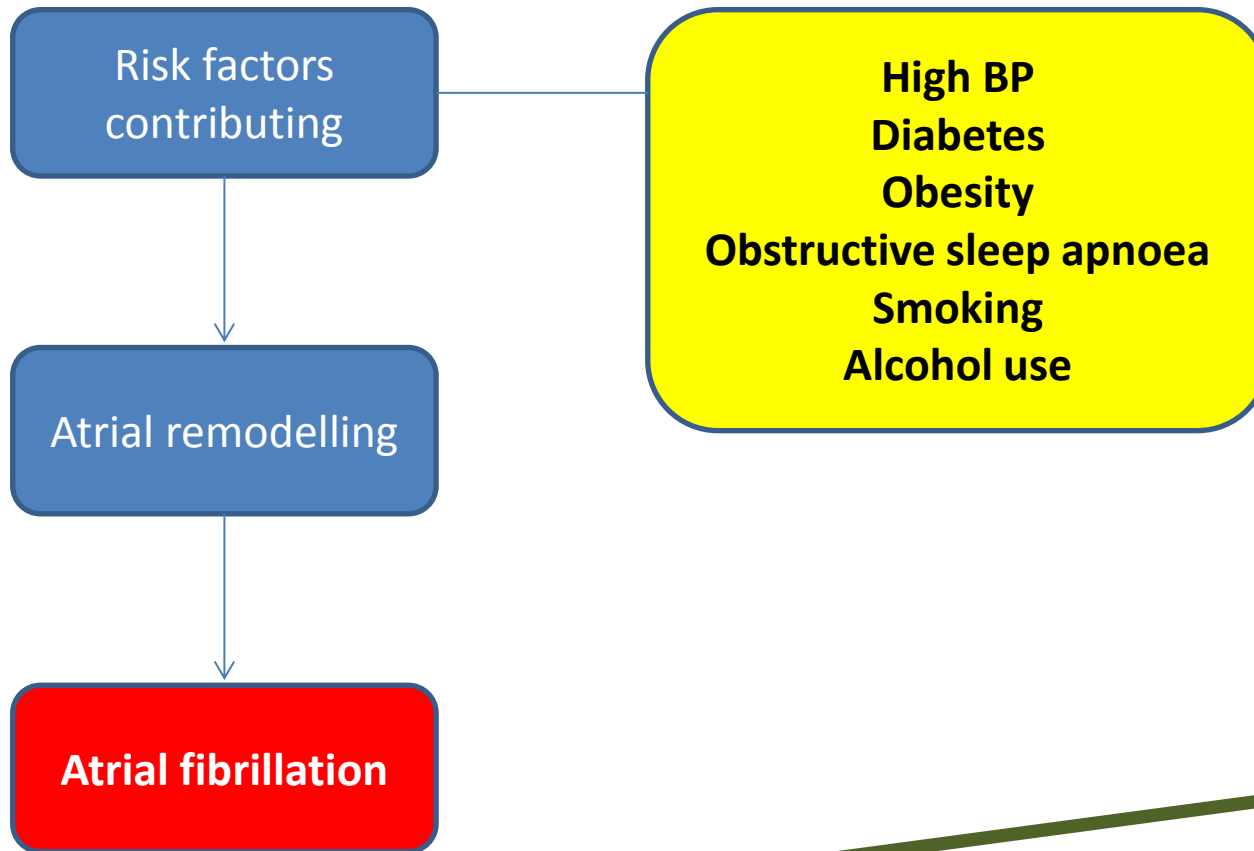 Risk factors
contributing
High BP
Diabetes
Obesity
Obstructive sleep apnoea
Smoking
Alcohol use
Atrial remodelling
Atrial fibrillation